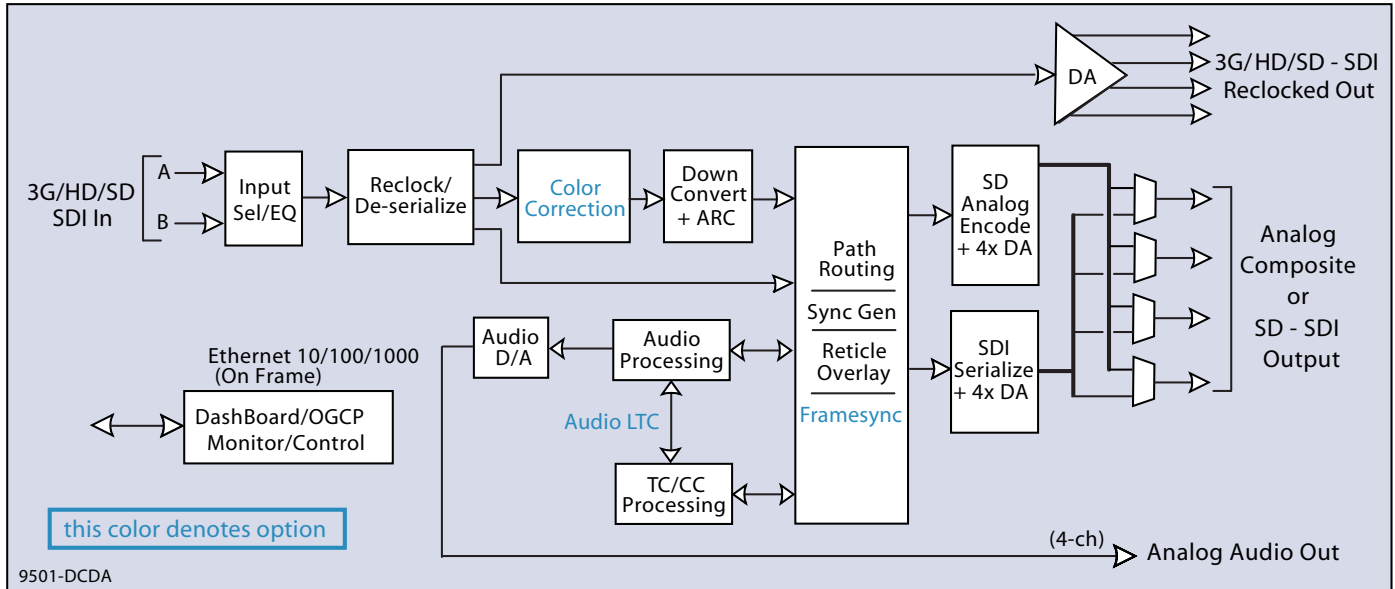 DA
3G/HD/SD - SDI
Reclocked Out
3G/HD/SD
SDI In
A
B
Input
Sel/EQ
Reclock/
De-serialize
Color
Correction
Down
Convert
+ ARC
Path
Routing
Sync Gen
Reticle
Overlay
Framesync
SD
Analog
Encode
+ 4x DA
SDI
Serialize
+ 4x DA
Analog
Composite
or
SD - SDI
Output
Audio
D/A
Audio
Processing
Audio LTC
TC/CC
Processing
Ethernet 10/100/1000
(On Frame)
DashBoard/OGCP
Monitor/Control
this color denotes option
(4-ch)
Analog Audio Out
9501-DCDA